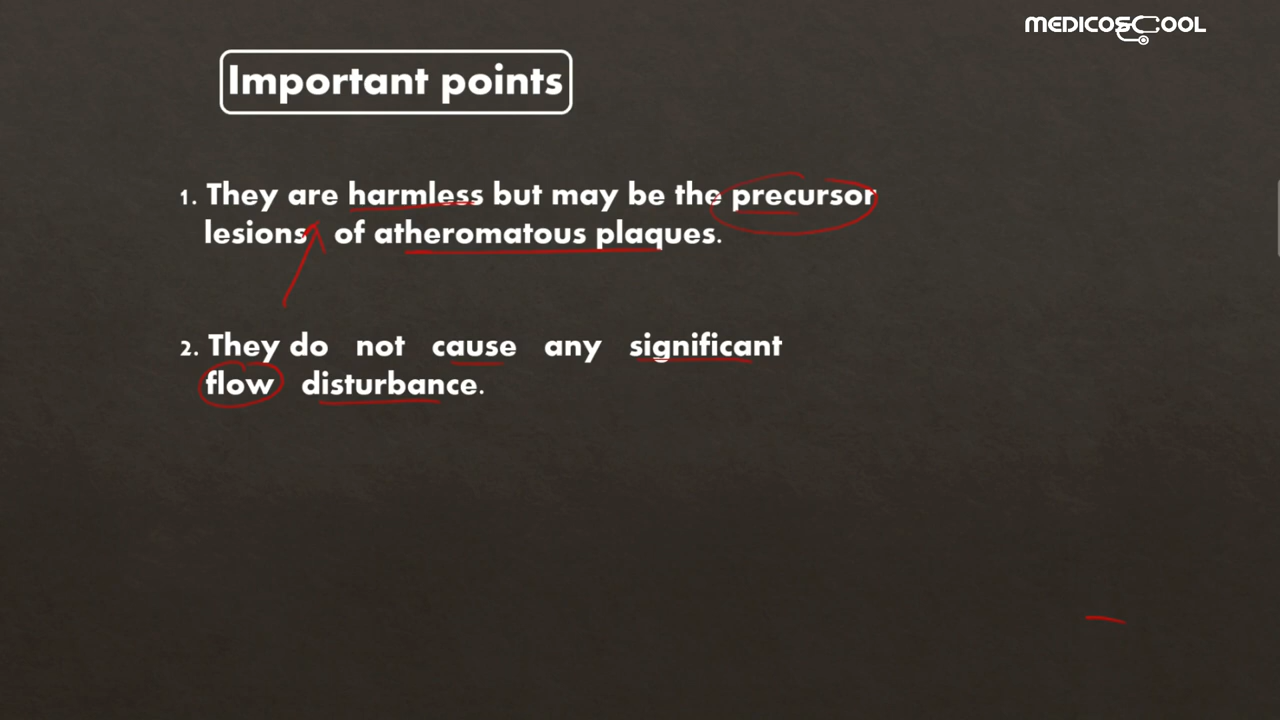 MEDICOSCOOL
Important points
1. They are harmless but may be the precursor
lesions of atheromatous plaques.
2. They do not cause any significant
flow disturbance.